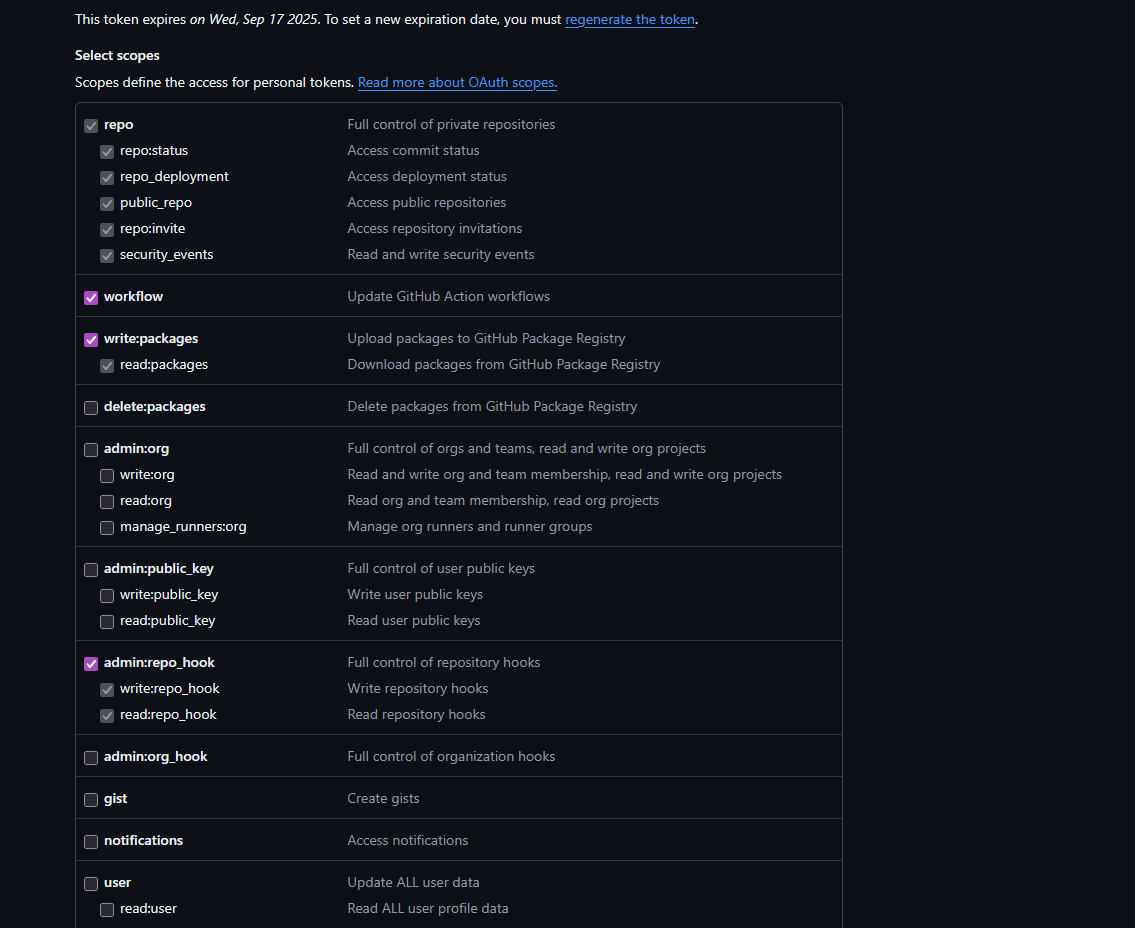 This token expires on Wed, Sep 17 2025. To set a new expiration date, you must regenerate the token.
Select scopes
Scopes define the access for personal tokens. Read more about OAuth scopes.
repo Full control of private repositories
repo:status Access commit status
repo_deployment Access deployment status
public_repo Access public repositories
repo:invite Access repository invitations
security_events Read and write security events
workflow Update GitHub Action workflows
write:packages Upload packages to GitHub Package Registry
read:packages Download packages from GitHub Package Registry
delete:packages Delete packages from GitHub Package Registry
admin:org Full control of orgs and teams, read and write org projects
write:org Read and write org and team membership, read and write org projects
read:org Read org and team membership, read org projects
manage_runners:org Manage org runners and runner groups
admin:public_key Full control of user public keys
write:public_key Write user public keys
read:public_key Read user public keys
admin:repo_hook Full control of repository hooks
write:repo_hook Write repository hooks
read:repo_hook Read repository hooks
admin:org_hook Full control of organization hooks
gist Create gists
notifications Access notifications
user Update ALL user data
read:user Read ALL user profile data